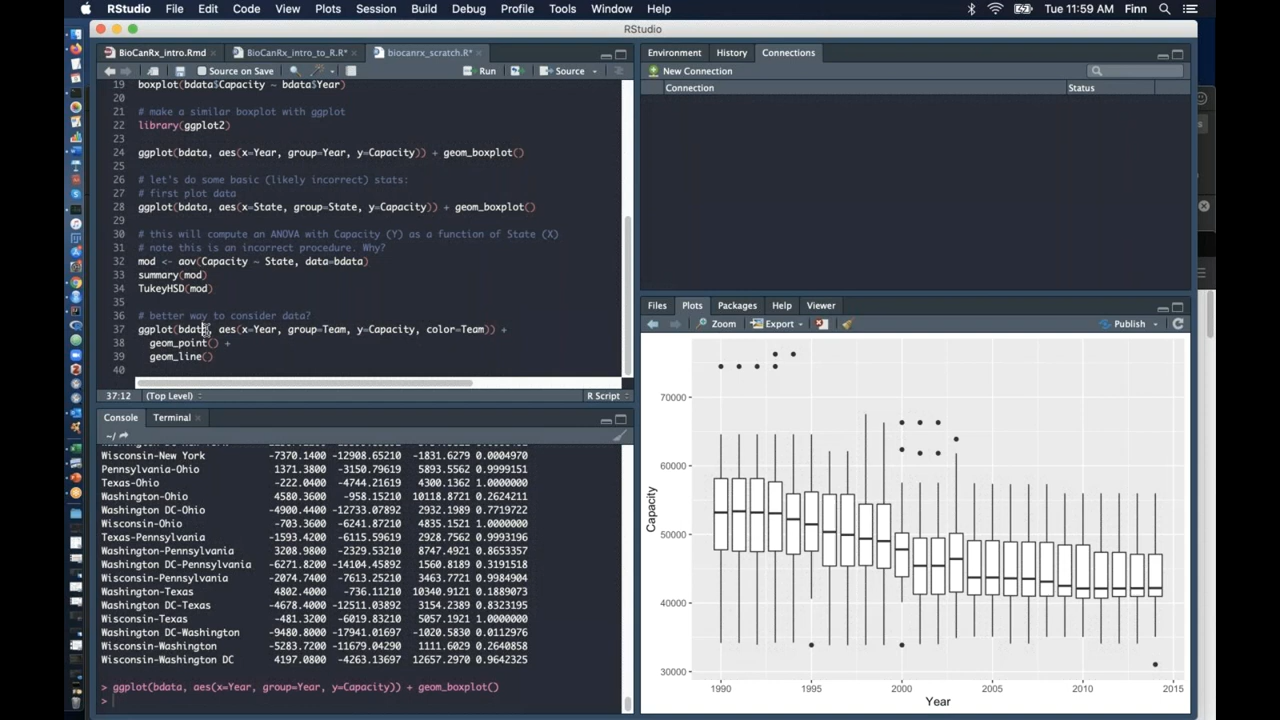 RStudio File Edit Code View Plots Session Build Debug Profile Tools Window Help Tue 11:59 AM Finn
RStudio
BioCanRx_intro.Rmd BioCanRx_intro_to_R.R* biocanrx_scratch.R*
Source on Save Run Source
19 boxplot(bdata$Capacity ~ bdata$Year)
20
21 # make a similar boxplot with ggplot
22 library(ggplot2)
23
24 ggplot(bdata, aes(x=Year, group=Year, y=Capacity)) + geom_boxplot()
25
26 # let's do some basic (likely incorrect) stats:
27 # first plot data
28 ggplot(bdata, aes(x=State, group=State, y=Capacity)) + geom_boxplot()
29
30 # this will compute an ANOVA with Capacity (Y) as a function of State (X)
31 # note this is an incorrect procedure. Why?
32 mod <- aov(Capacity ~ State, data=bdata)
33 summary(mod)
34 TukeyHSD(mod)
35
36 # better way to consider data?
37 ggplot(bdata, aes(x=Year, group=Team, y=Capacity, color=Team)) +
38 geom_point() +
39 geom_line()
40
37:12 (Top Level) R Script
Console Terminal
~/
Wisconsin-New York -7370.1400 -12908.65210 -1831.6279 0.0004970
Pennsylvania-Ohio 1371.3800 -3150.79619 5893.5562 0.9999151
Texas-Ohio -222.0400 -4744.21619 4300.1362 1.0000000
Washington-Ohio 4580.3600 -958.15210 10118.8721 0.2624211
Washington DC-Ohio -4900.4400 -12733.07892 2932.1989 0.7719722
Wisconsin-Ohio -703.3600 -6241.87210 4835.1521 1.0000000
Texas-Pennsylvania -1593.4200 -6115.59619 2928.7562 0.9993196
Washington-Pennsylvania 3208.9800 -2329.53210 8747.4921 0.8653357
Washington DC-Pennsylvania -6271.8200 -14104.45892 1560.8189 0.3191518
Wisconsin-Pennsylvania -2074.7400 -7613.25210 3463.7721 0.9984904
Washington-Texas 4802.4000 -736.11210 10340.9121 0.1889073
Washington DC-Texas -4678.4000 -12511.03892 3154.2389 0.8323195
Wisconsin-Texas -481.3200 -6019.83210 5057.1921 1.0000000
Washington DC-Washington -9480.8000 -17941.01697 -1020.5830 0.0112976
Wisconsin-Washington -5283.7200 -11679.04290 1111.6029 0.2640858
Wisconsin-Washington DC 4197.0800 -4263.13697 12657.2970 0.9642325
> ggplot(bdata, aes(x=Year, group=Year, y=Capacity)) + geom_boxplot()
>
Environment History Connections
New Connection
Connection Status
Files Plots Packages Help Viewer
Zoom Export Publish
70000
60000
50000
40000
30000
Capacity
1990 1995 2000 2005 2010 2015
Year